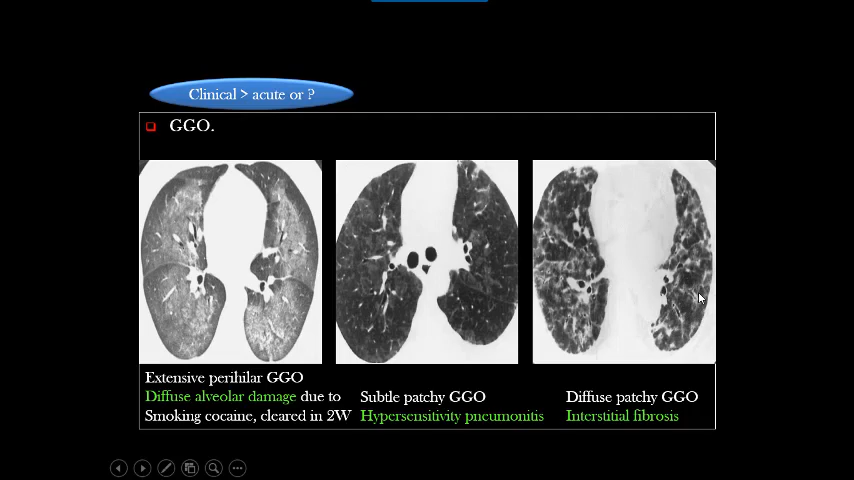 Clinical > acute or ?
GGO.
Extensive perihilar GGO
Diffuse alveolar damage due to
Smoking cocaine, cleared in 2W
Subtle patchy GGO
Hypersensitivity pneumonitis
Diffuse patchy GGO
Interstitial fibrosis